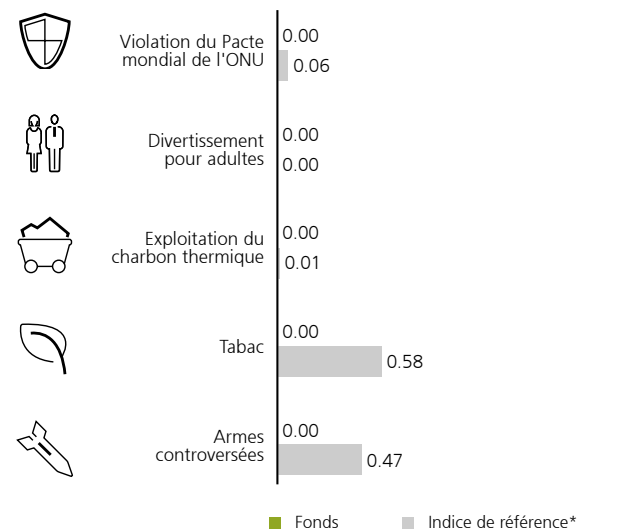 Violation du Pacte
mondial de l'ONU
0.00
0.06
Divertissement
pour adultes
0.00
0.00
Exploitation du
charbon thermique
0.00
0.01
Tabac
0.00
0.58
Armes
controversées
0.00
0.47
Fonds
Indice de référence*